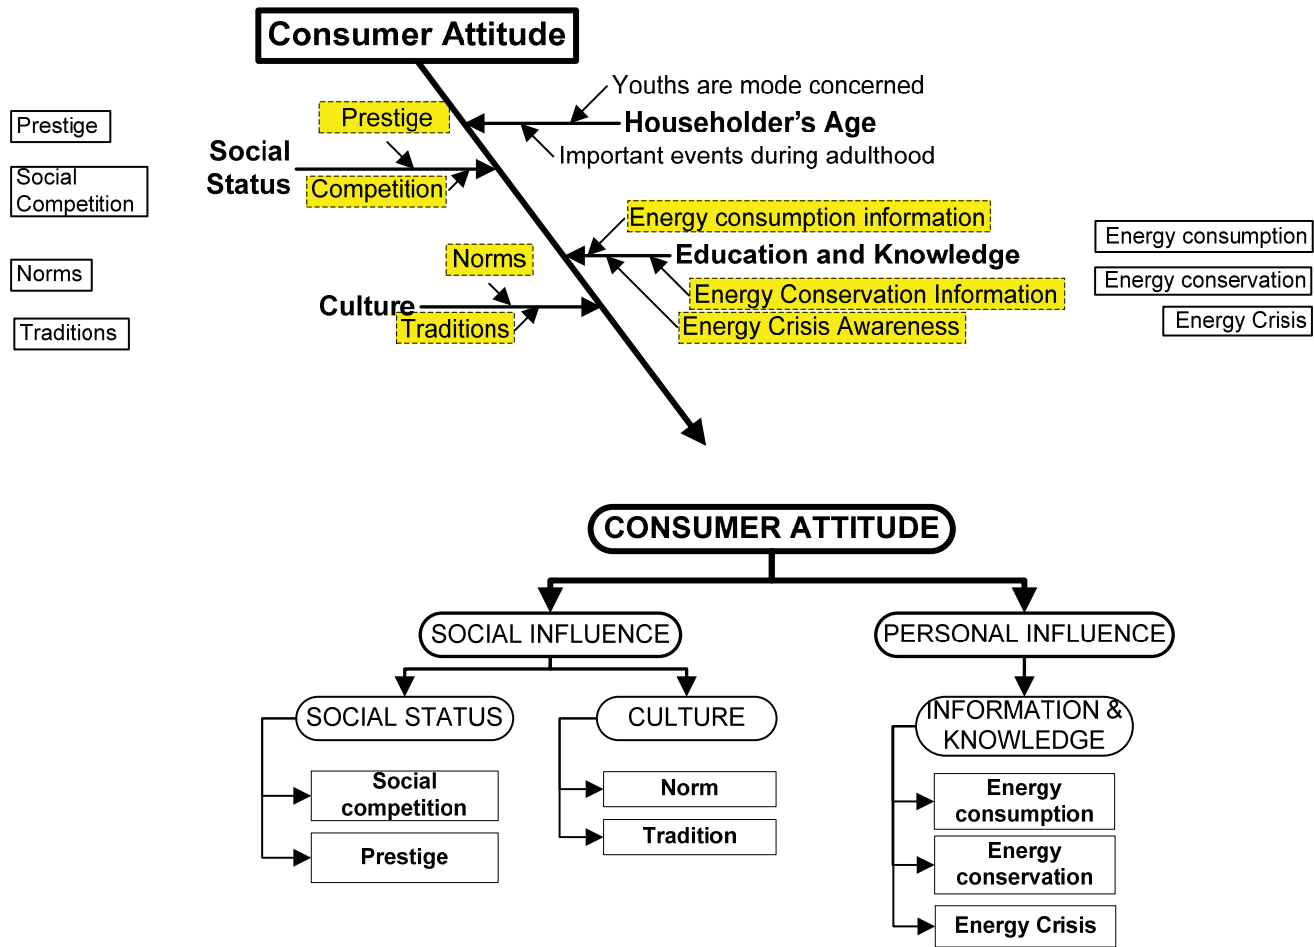 Consumer Attitude
Youths are mode concerned
Prestige
Prestige
Householder's Age
Social
Status
Important events during adulthood
Social
Competition
Competition
Energy consumption information
Energy consumption
Norms
Education and Knowledge
Norms
Energy conservation
Energy Conservation Information
Culture
Traditions
Traditions
Energy Crisis Awareness
Energy Crisis
CONSUMER ATTITUDE
SOCIAL INFLUENCE
PERSONAL INFLUENCE
SOCIAL STATUS
CULTURE
INFORMATION &
KNOWLEDGE
Social
competition
Norm
Energy
consumption
Prestige
Tradition
Energy
conservation
Energy Crisis